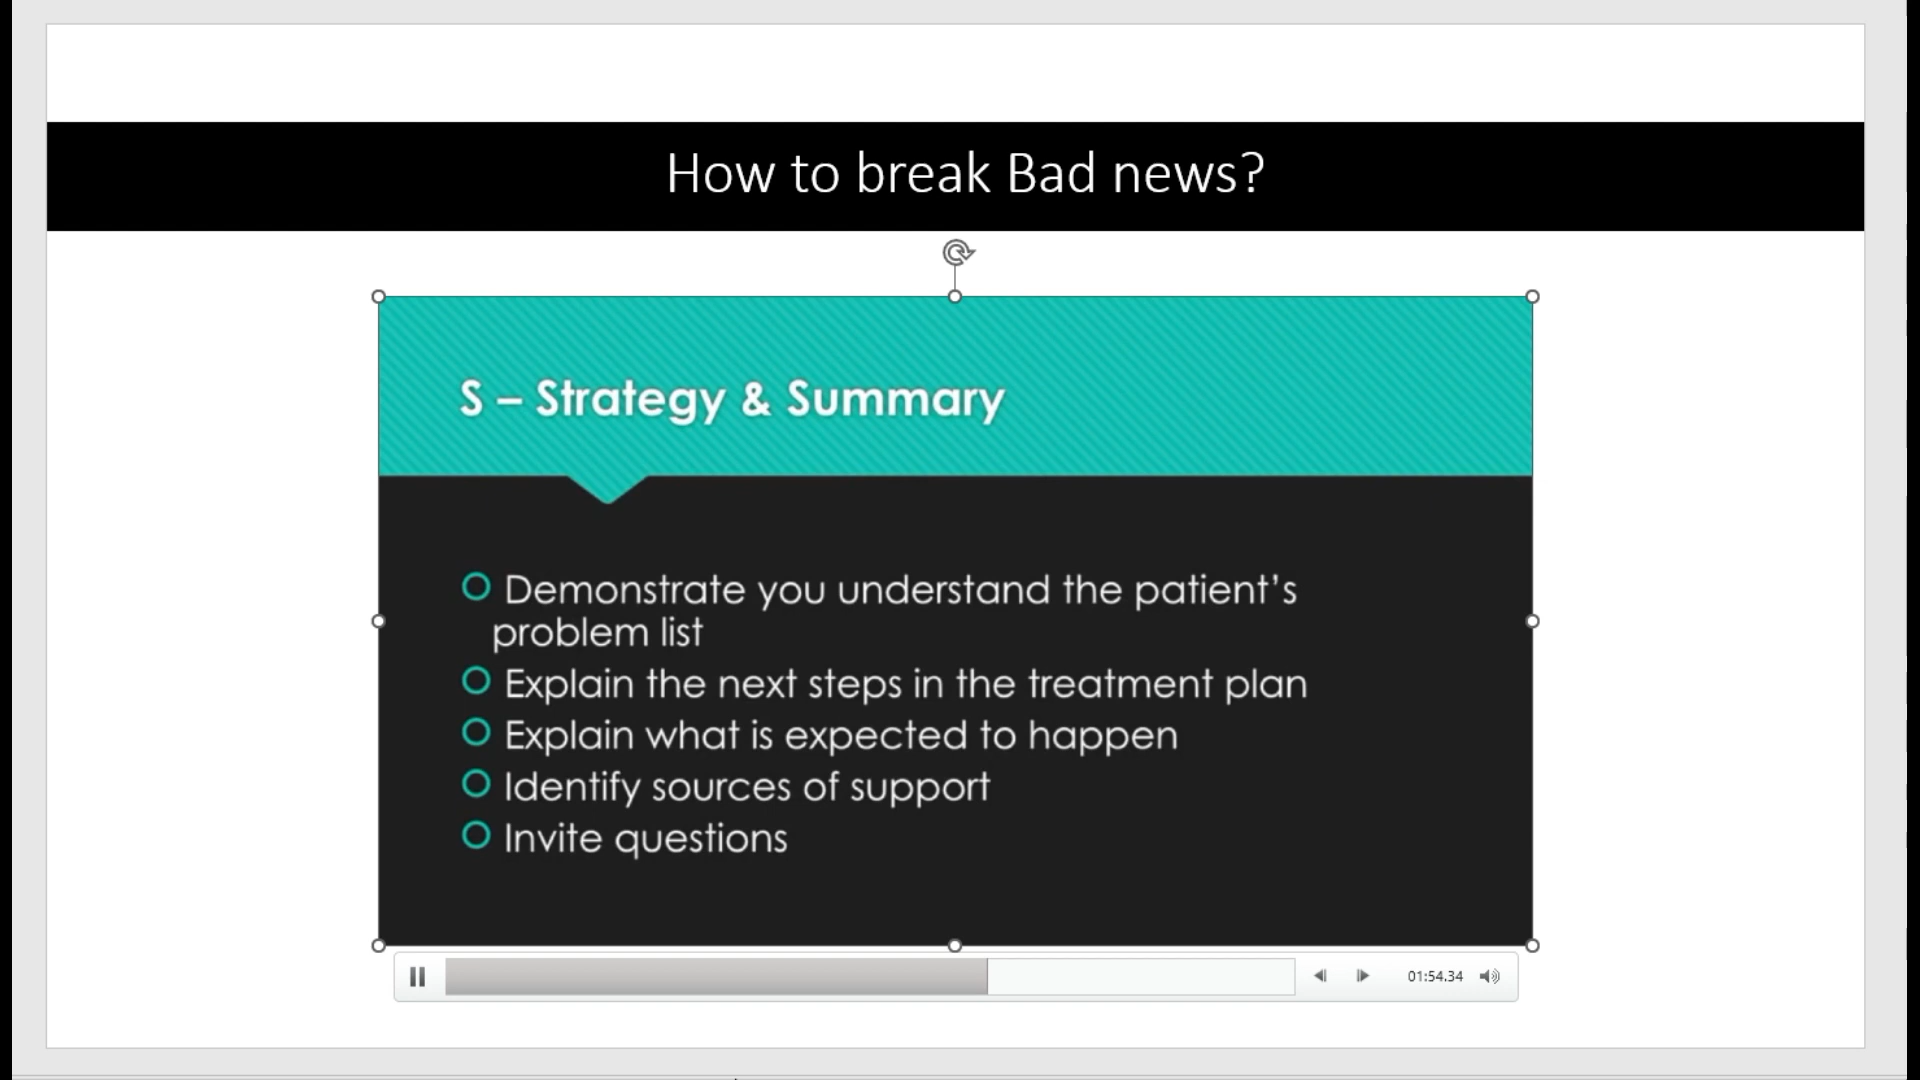 How to break Bad news?
S – Strategy & Summary
Demonstrate you understand the patient's
problem list
Explain the next steps in the treatment plan
Explain what is expected to happen
Identify sources of support
Invite questions
01:54.34